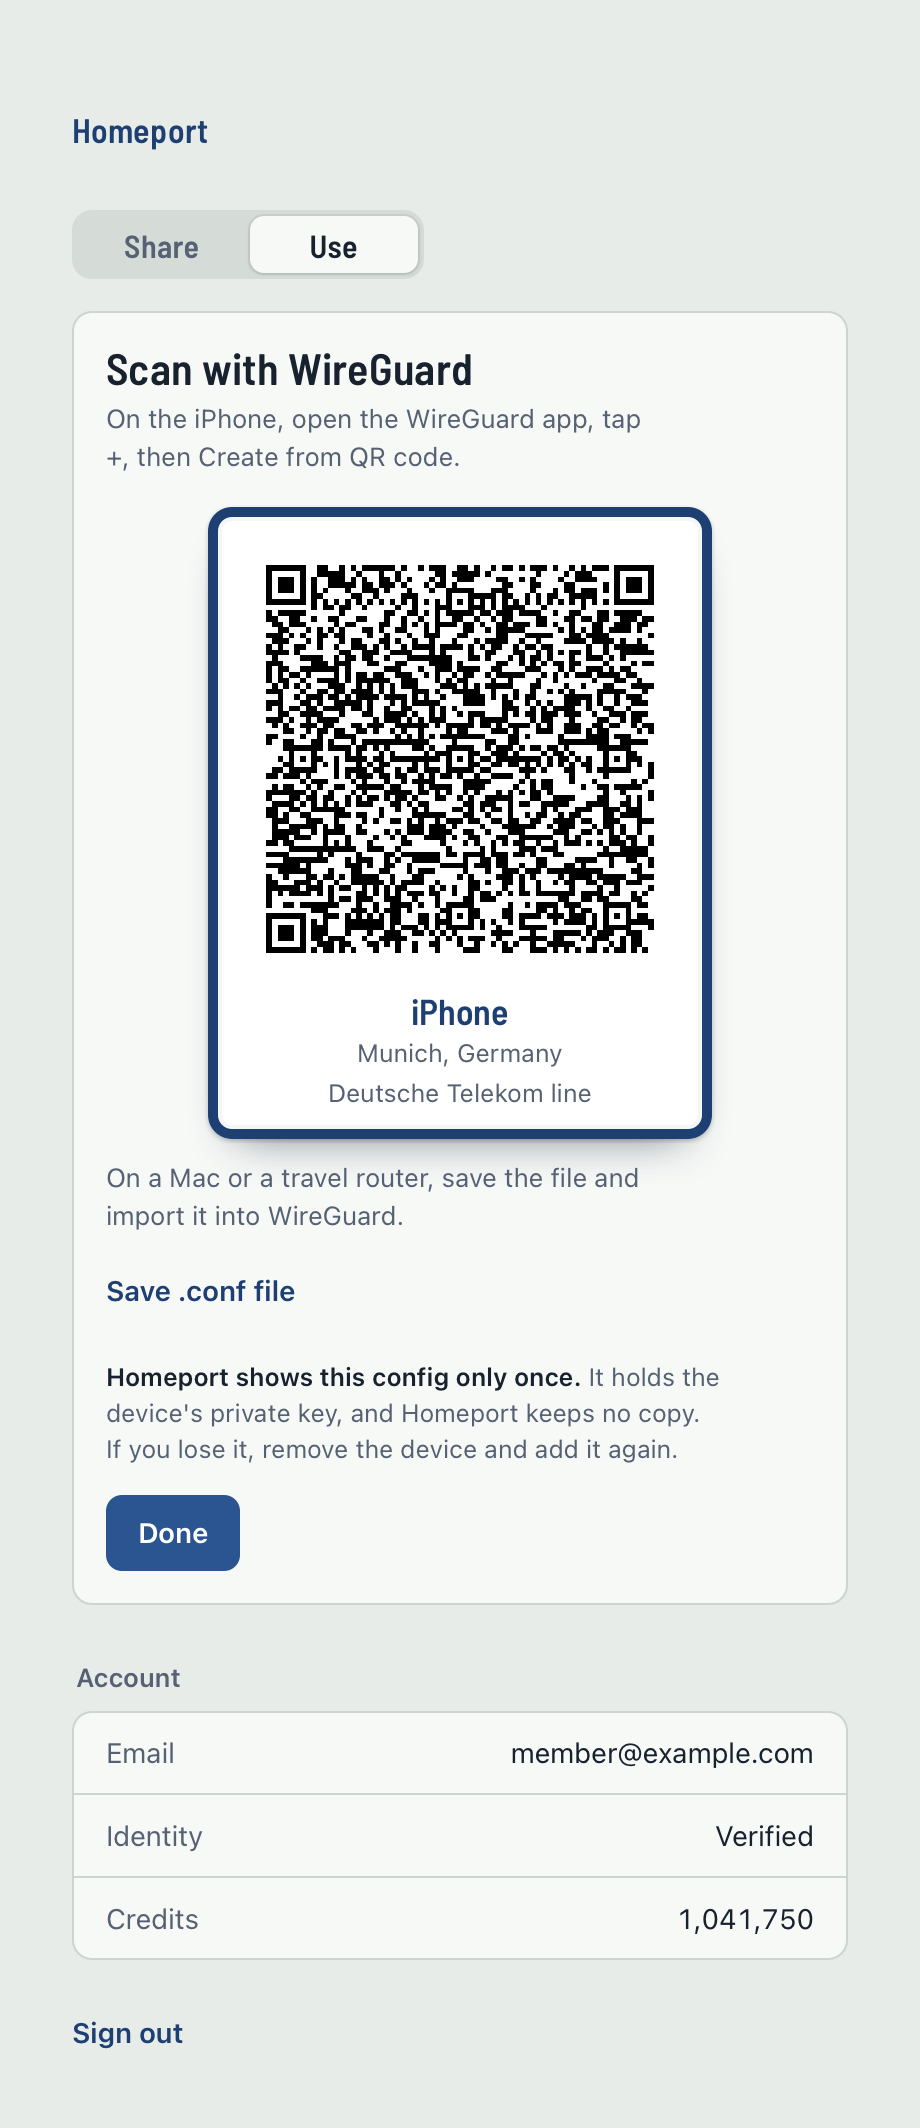 Homeport
Share
Use
Scan with WireGuard
On the iPhone, open the WireGuard app, tap
+, then Create from QR code.
iPhone
Munich, Germany
Deutsche Telekom line
On a Mac or a travel router, save the file and
import it into WireGuard.
Save .conf file
Homeport shows this config only once. It holds the
device's private key, and Homeport keeps no copy.
If you lose it, remove the device and add it again.
Done
Account
Email member@example.com
Identity Verified
Credits 1,041,750
Sign out